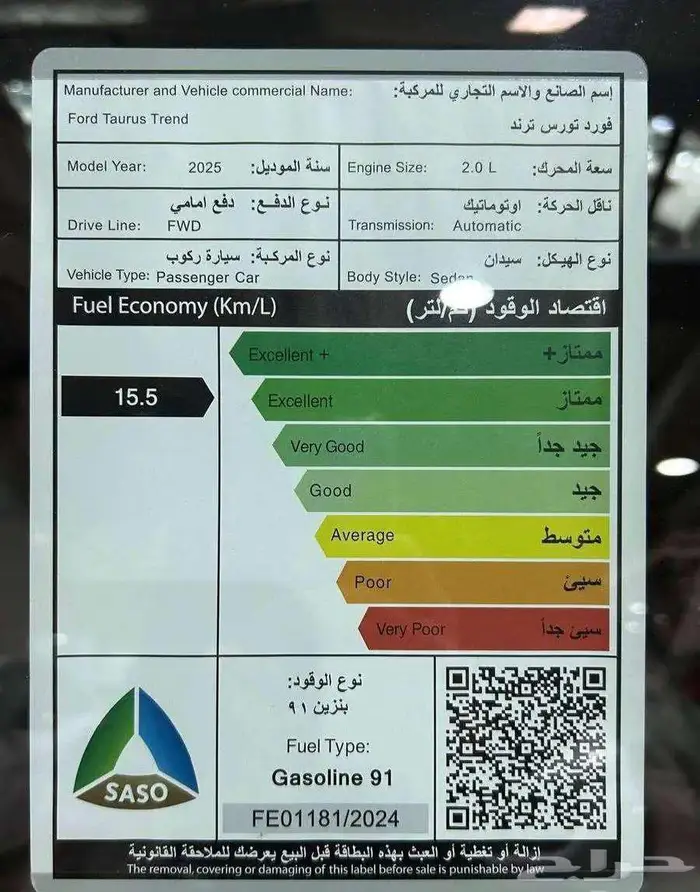 Manufacturer and Vehicle commercial Name: إسم الصانع والاسم التجاري للمركبة:
Ford Taurus Trend فورد تورس ترند
Model Year: 2025 سنة الموديل:
Engine Size: 2.0 L سعة المحرك:
نوع الدفع: دفع امامي
Drive Line: FWD
ناقل الحركة: اوتوماتيك
Transmission: Automatic
نوع المركبة: سيارة ركوب
Vehicle Type: Passenger Car
نوع الهيكل: سيدان
Body Style: Sedan
Fuel Economy (Km/L) اقتصاد الوقود (كم/لتر)
Excellent + ممتاز+
15.5
Excellent ممتاز
Very Good جيد جداً
Good جيد
Average متوسط
Poor سيئ
Very Poor سيئ جداً
SASO
نوع الوقود:
بنزين ٩١
Fuel Type:
Gasoline 91
FE01181/2024
إزالة أو تغطية أو العبث بهذه البطاقة قبل البيع يعرضك للملاحقة القانونية
The removal, covering or damaging of this label before sale is punishable by law
حراج